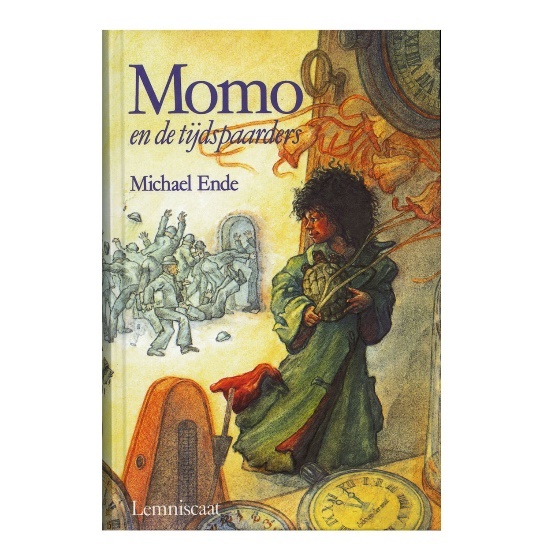 Momo
en de tijdspaarders
Michael Ende
Lemniscaat